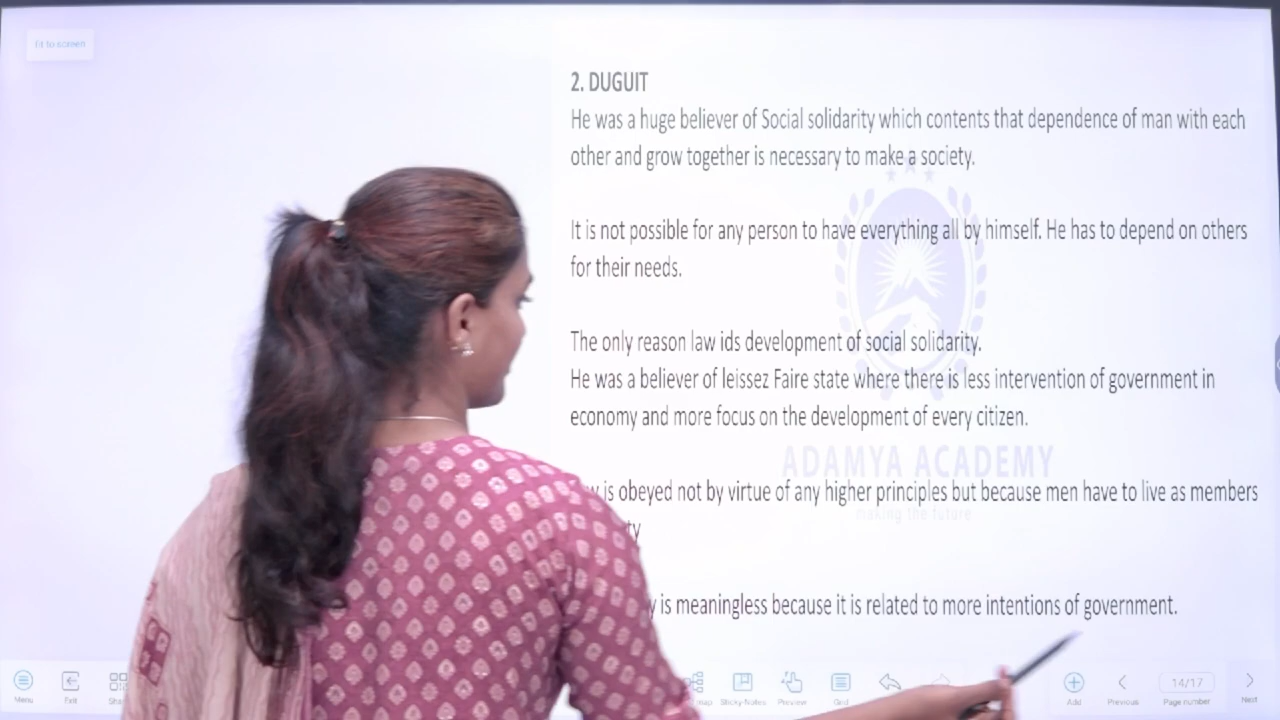 fit to screen
2. DUGUIT
He was a huge believer of Social solidarity which contents that dependence of man with each
other and grow together is necessary to make a society.
It is not possible for any person to have everything all by himself. He has to depend on others
for their needs.
The only reason law ids development of social solidarity.
He was a believer of leissez Faire state where there is less intervention of government in
economy and more focus on the development of every citizen.
ADAMYA ACADEMY
is obeyed not by virtue of any higher principles but because men have to live as members
making the future
is meaningless because it is related to more intentions of government.
Menu Exit map Sticky-Notes Preview Grid Add Previous 14/17 Page number Next